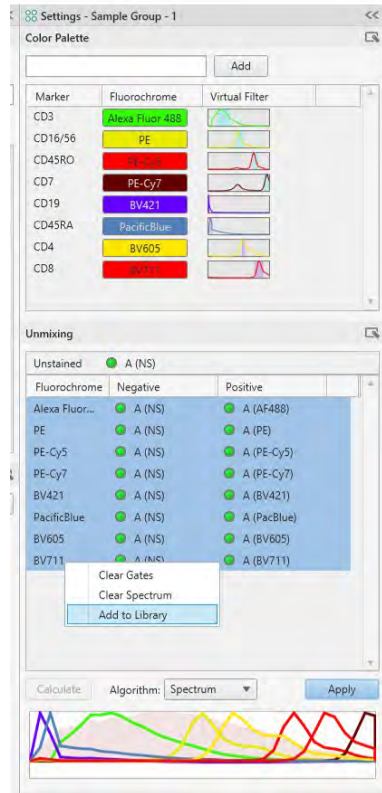 Settings - Sample Group - 1 <<
Color Palette
Add
Marker Fluorochrome Virtual Filter
CD3 Alexa Fluor 488
CD16/56 PE
CD45RO PE-Cy5
CD7 PE-Cy7
CD19 BV421
CD45RA PacificBlue
CD4 BV605
CD8 BV711
Unmixing
Unstained A (NS)
Fluorochrome Negative Positive
Alexa Fluor... A (NS) A (AF488)
PE A (NS) A (PE)
PE-Cy5 A (NS) A (PE-Cy5)
PE-Cy7 A (NS) A (PE-Cy7)
BV421 A (NS) A (BV421)
PacificBlue A (NS) A (PacBlue)
BV605 A (NS) A (BV605)
BV711 A (NS) A (BV711)
Clear Gates
Clear Spectrum
Add to Library
Calculate Algorithm: Spectrum Apply